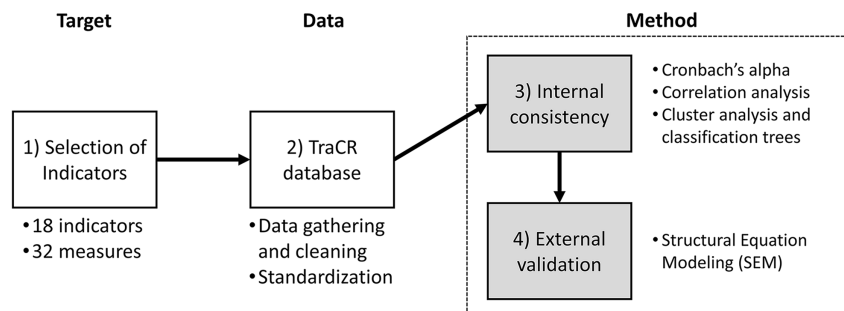 Target
Data
Method
1) Selection of
Indicators
• 18 indicators
• 32 measures
2) TraCR
database
• Data gathering
and cleaning
• Standardization
3) Internal
consistency
• Cronbach's alpha
• Correlation analysis
• Cluster analysis and
classification trees
4) External
validation
• Structural Equation
Modeling (SEM)